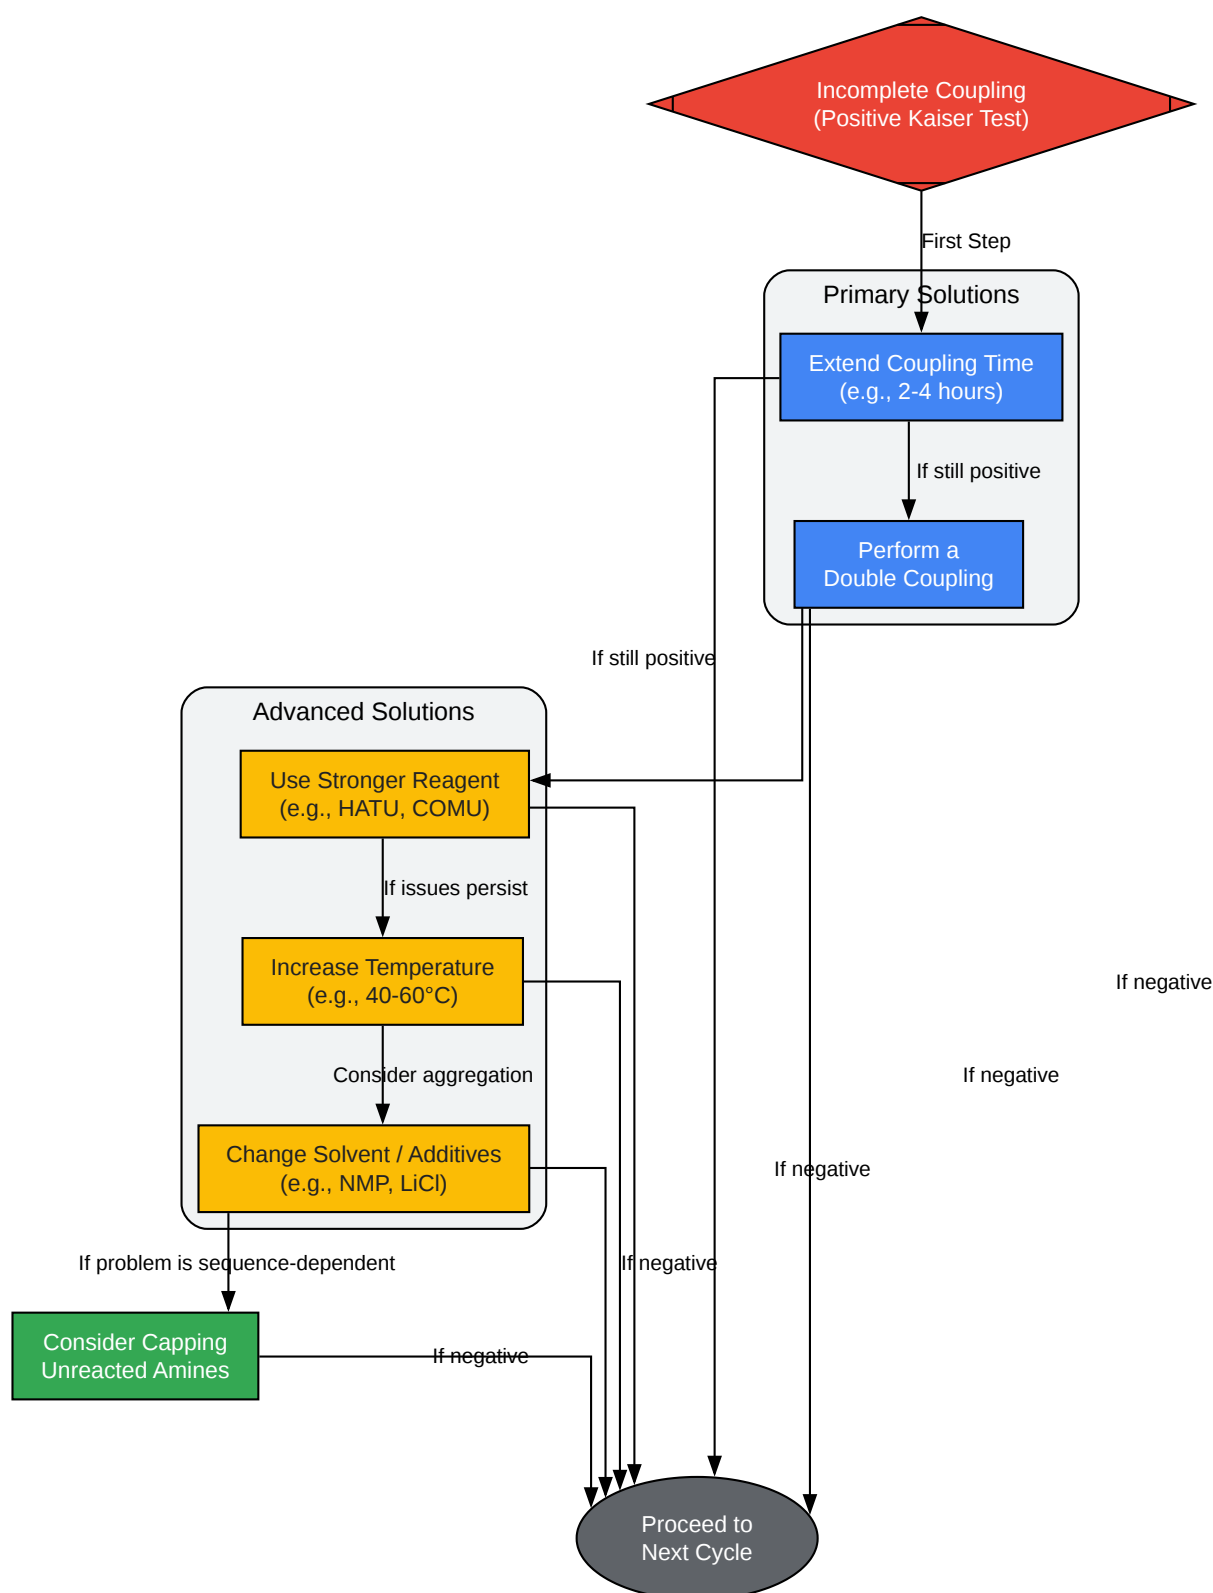 Incomplete Coupling
(Positive Kaiser Test)
First Step
Primary Solutions
Extend Coupling Time
(e.g., 2-4 hours)
If still positive
Perform a
Double Coupling
If still positive
Advanced Solutions
Use Stronger Reagent
(e.g., HATU, COMU)
If issues persist
Increase Temperature
(e.g., 40-60°C)
If negative
Consider aggregation
If negative
Change Solvent / Additives
(e.g., NMP, LiCl)
If negative
If problem is sequence-dependent
If negative
Consider Capping
Unreacted Amines
If negative
Proceed to
Next Cycle